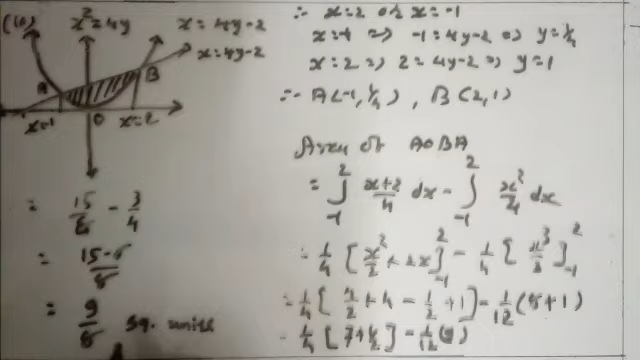 (10) x² = 4y x = 4y-2
x = 4y-2
A B
x=-1 O x=2
∴ x=2 or x=-1
x=-1 ⇒ -1 = 4y-2 ⇒ y = 1/4
x=2 ⇒ 2 = 4y-2 ⇒ y = 1
∴ A(-1, 1/4), B(2, 1)
Area of AOBA
= ∫₋₁² (x+2)/4 dx - ∫₋₁² x²/4 dx
= 1/4 [x²/2 + 2x]₋₁² - 1/4 [x³/3]₋₁²
= 1/4 [4/2 + 4 - 1/2 + 1] - 1/12 (8+1)
= 1/4 [7 + 1/2] - 1/12 (9)
= 15/8 - 3/4
= 15-6/8
= 9/8 Sq. units